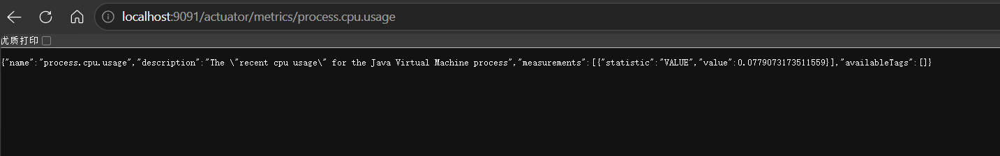 localhost:9091/actuator/metrics/process.cpu.usage
优质打印
{"name":"process.cpu.usage","description":"The \"recent cpu usage\" for the Java Virtual Machine process","measurements":[{"statistic":"VALUE","value":0.0779073173511559}],"availableTags":[]}